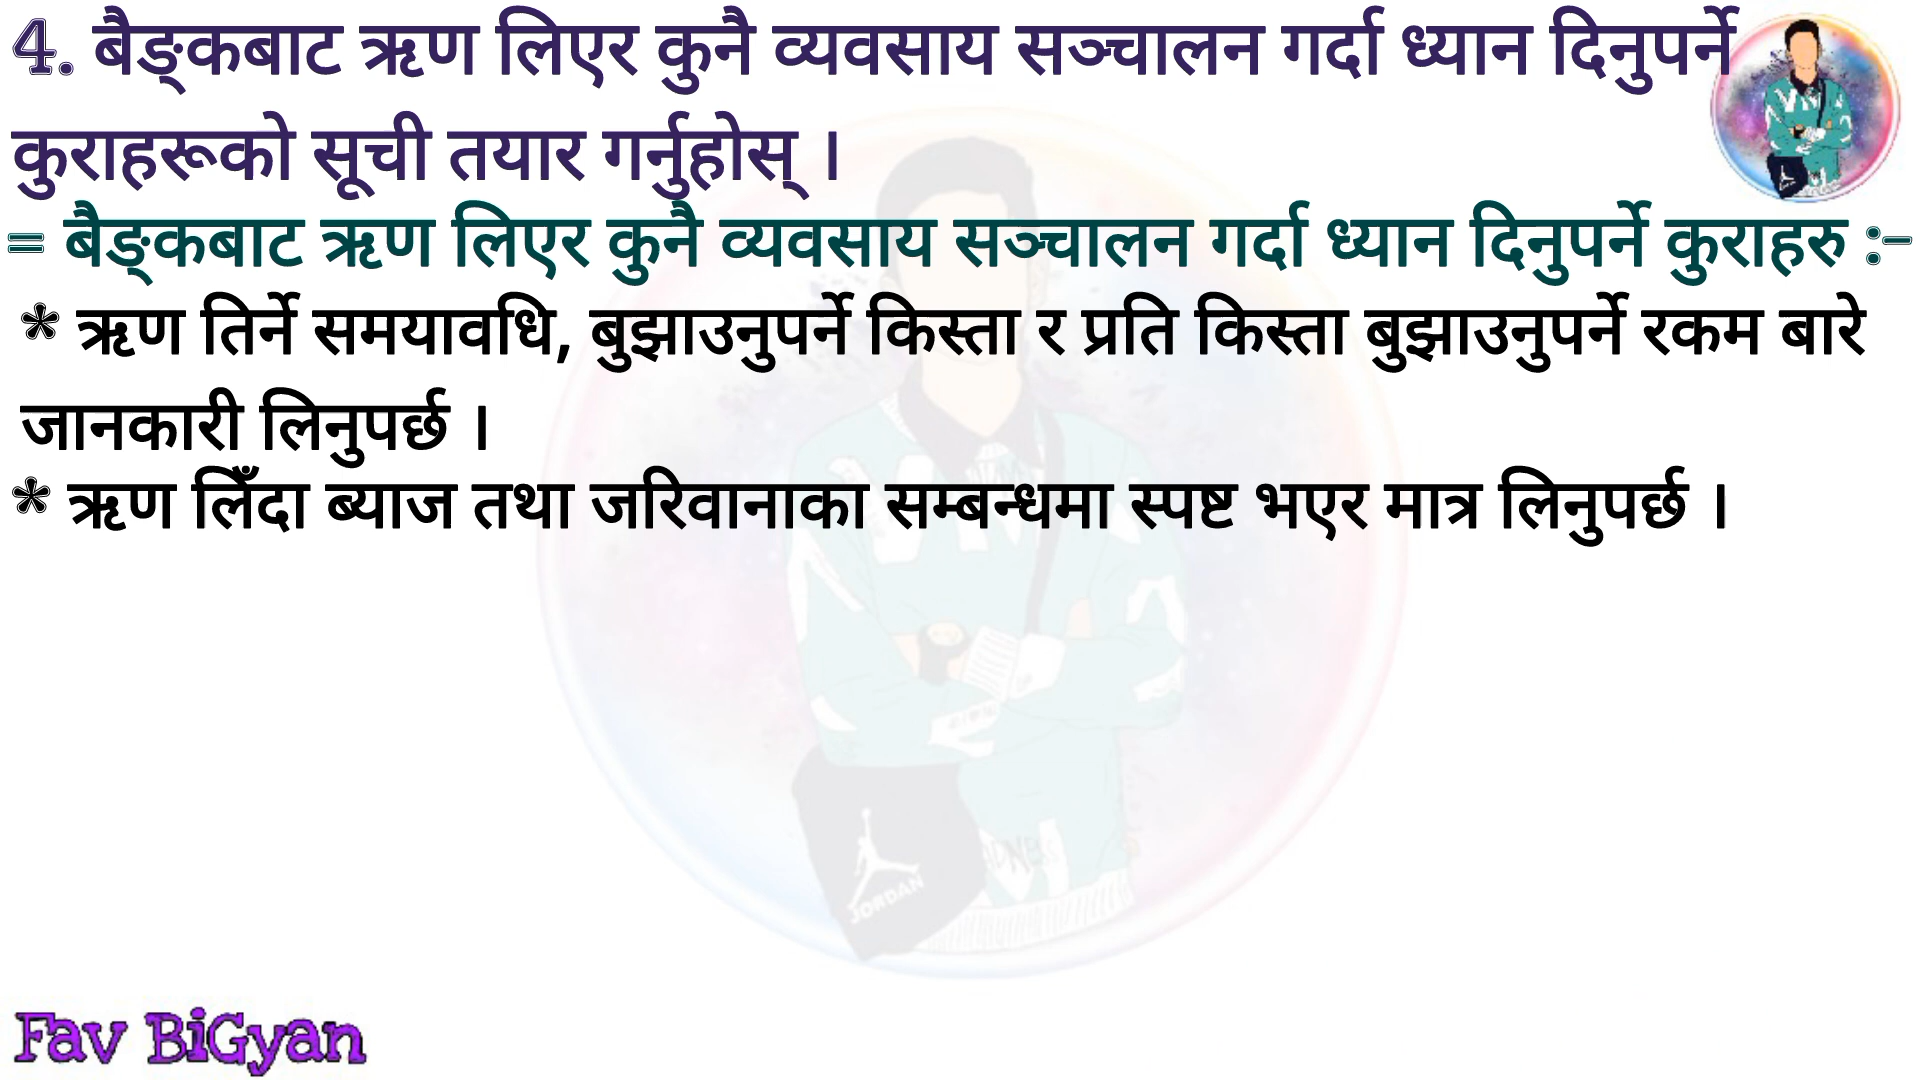 4. बैङ्कबाट ऋण लिएर कुनै व्यवसाय सञ्चालन गर्दा ध्यान दिनुपर्ने
कुराहरूको सूची तयार गर्नुहोस् ।
= बैङ्कबाट ऋण लिएर कुनै व्यवसाय सञ्चालन गर्दा ध्यान दिनुपर्ने कुराहरु :-
* ऋण तिर्ने समयावधि, बुझाउनुपर्ने किस्ता र प्रति किस्ता बुझाउनुपर्ने रकम बारे
जानकारी लिनुपर्छ ।
* ऋण लिँदा ब्याज तथा जरिवानाका सम्बन्धमा स्पष्ट भएर मात्र लिनुपर्छ ।
JORDAN
Fav BiGyan